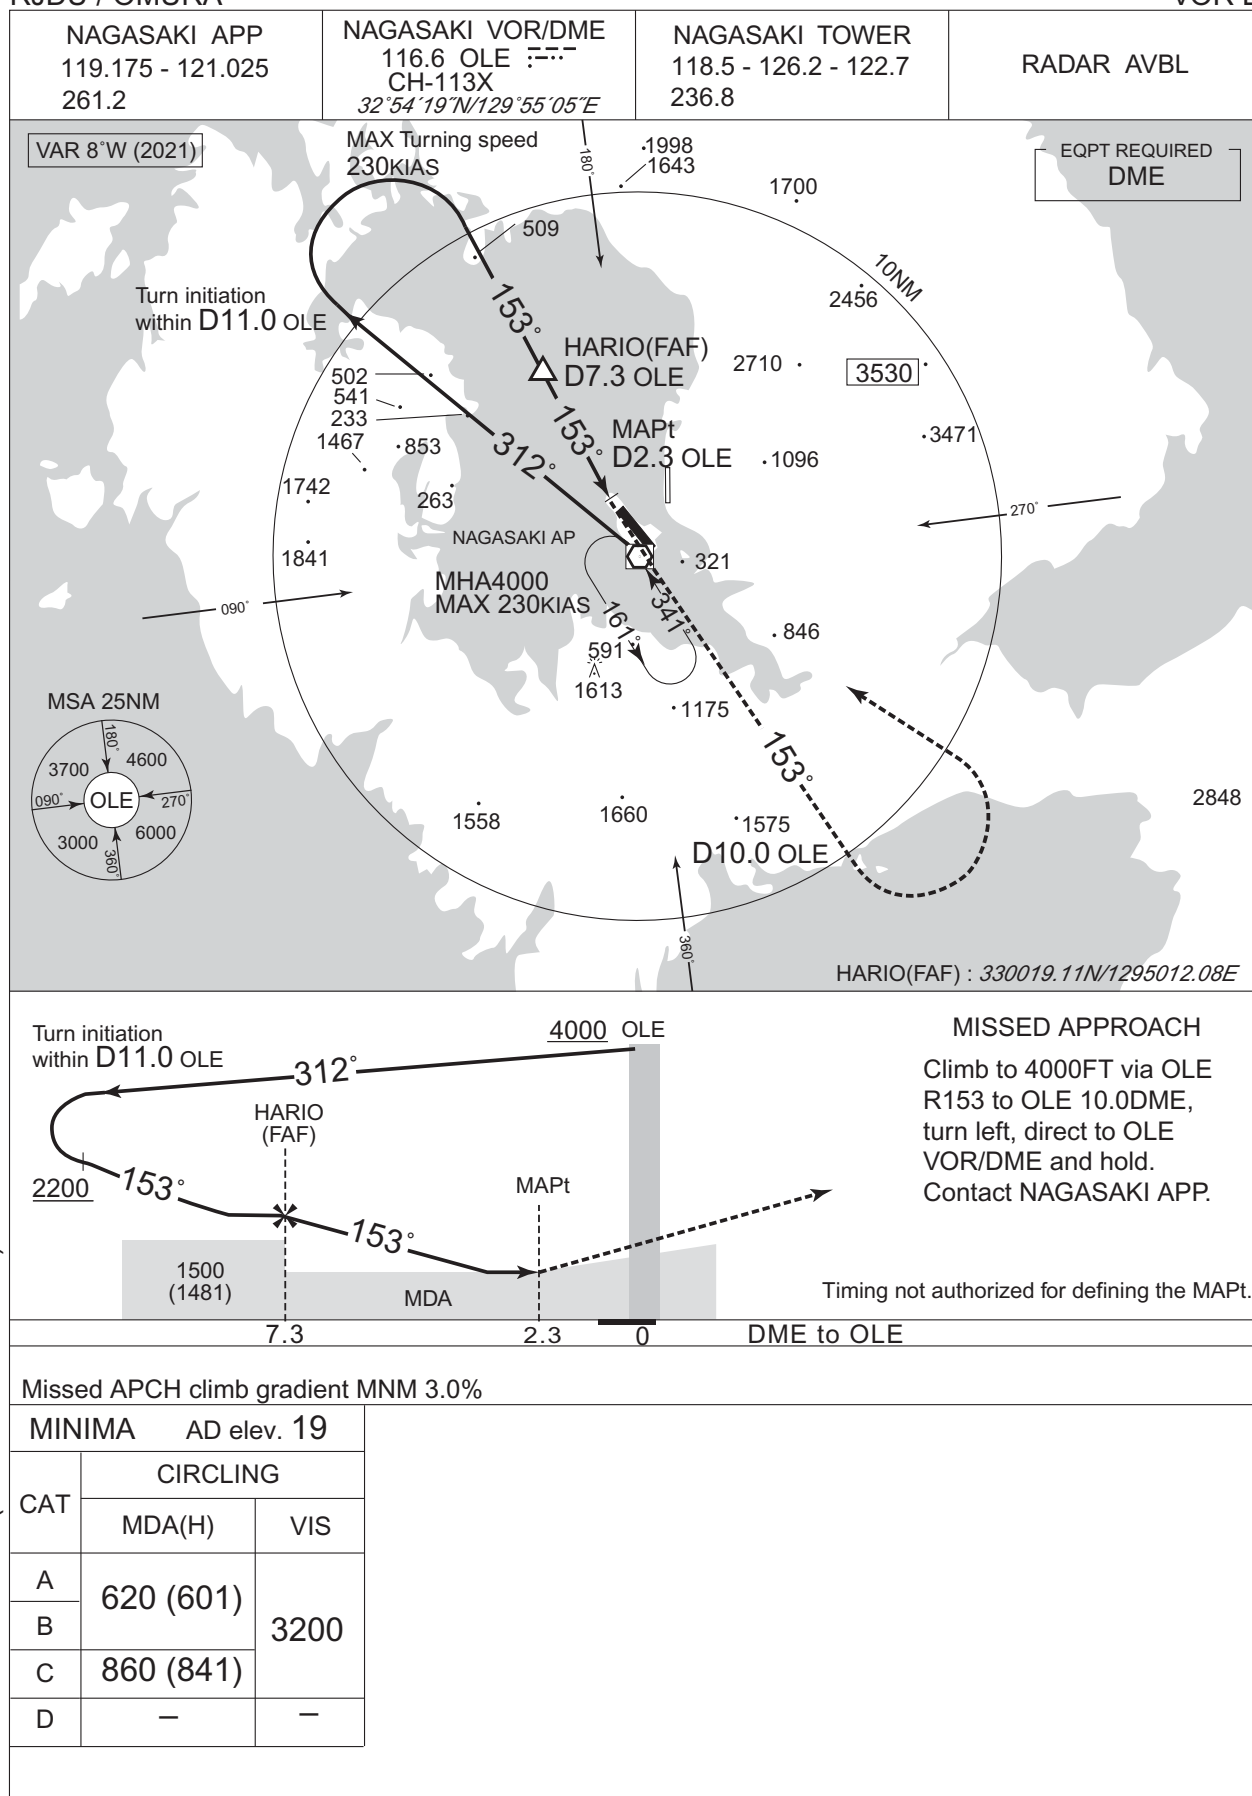 RJDU / OMURA
NAGASAKI APP
119.175 - 121.025
261.2
NAGASAKI VOR/DME
116.6 OLE
CH-113X
32°54´19˝N/129°55´05˝E
NAGASAKI TOWER
118.5 - 126.2 - 122.7
236.8
RADAR AVBL
VAR 8°W (2021)
MAX Turning speed
230KIAS
180°
1998
1643
EQPT REQUIRED
DME
1700
509
10NM
2456
Turn initiation
within D11.0 OLE
153°
HARIO(FAF)
D7.3 OLE
2710
3530
502
541
233
1467
853
312°
153°
MAPt
D2.3 OLE
3471
1096
1742
263
270°
NAGASAKI AP
1841
321
MHA4000
MAX 230KIAS
090°
161°
341°
846
591
1613
MSA 25NM
1175
153°
180°
3700
4600
090°
OLE
270°
3000
6000
360°
2848
1558
1660
1575
D10.0 OLE
360°
HARIO(FAF) : 330019.11N/1295012.08E
Turn initiation
within D11.0 OLE
4000 OLE
312°
HARIO
(FAF)
2200
153°
MAPt
153°
1500
(1481)
MDA
MISSED APPROACH
Climb to 4000FT via OLE
R153 to OLE 10.0DME,
turn left, direct to OLE
VOR/DME and hold.
Contact NAGASAKI APP.
Timing not authorized for defining the MAPt.
7.3 2.3 0 DME to OLE
Missed APCH climb gradient MNM 3.0%
MINIMA AD elev. 19
CAT
CIRCLING
MDA(H) VIS
A
620 (601)
B
3200
C 860 (841)
D – –